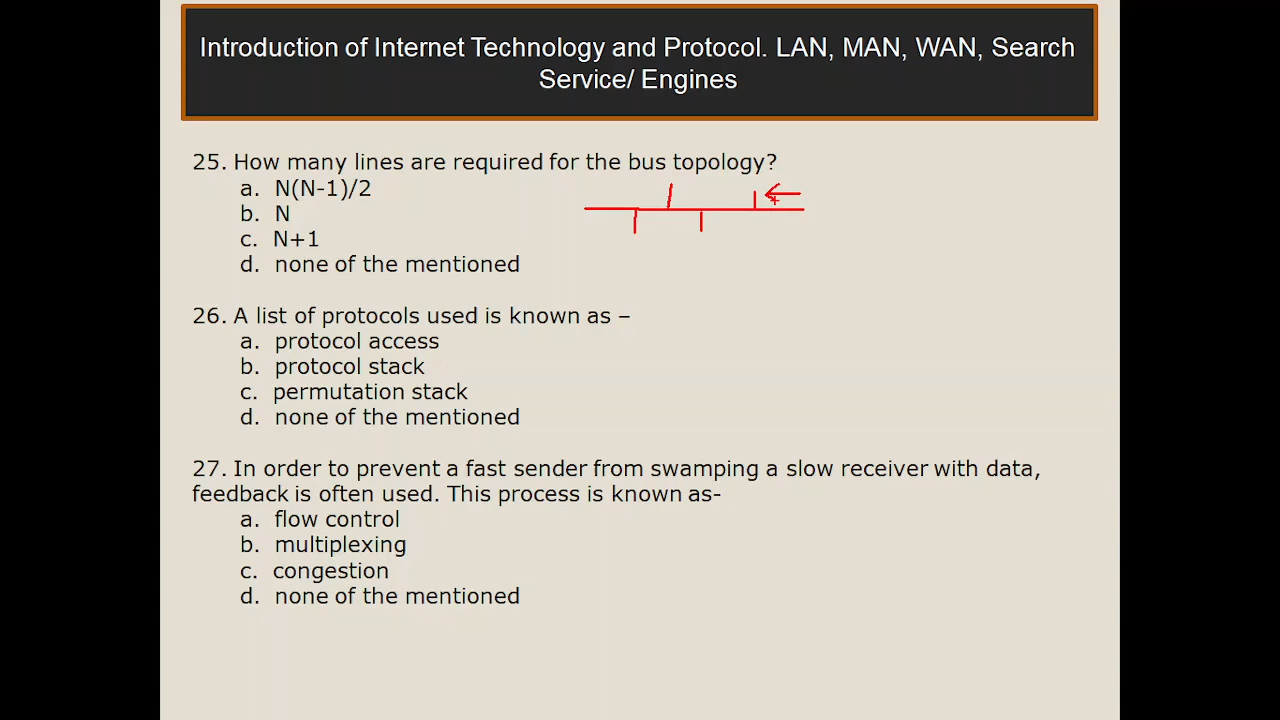 Introduction of Internet Technology and Protocol. LAN, MAN, WAN, Search
Service/ Engines
25. How many lines are required for the bus topology?
a. N(N-1)/2
b. N
c. N+1
d. none of the mentioned
26. A list of protocols used is known as –
a. protocol access
b. protocol stack
c. permutation stack
d. none of the mentioned
27. In order to prevent a fast sender from swamping a slow receiver with data,
feedback is often used. This process is known as-
a. flow control
b. multiplexing
c. congestion
d. none of the mentioned